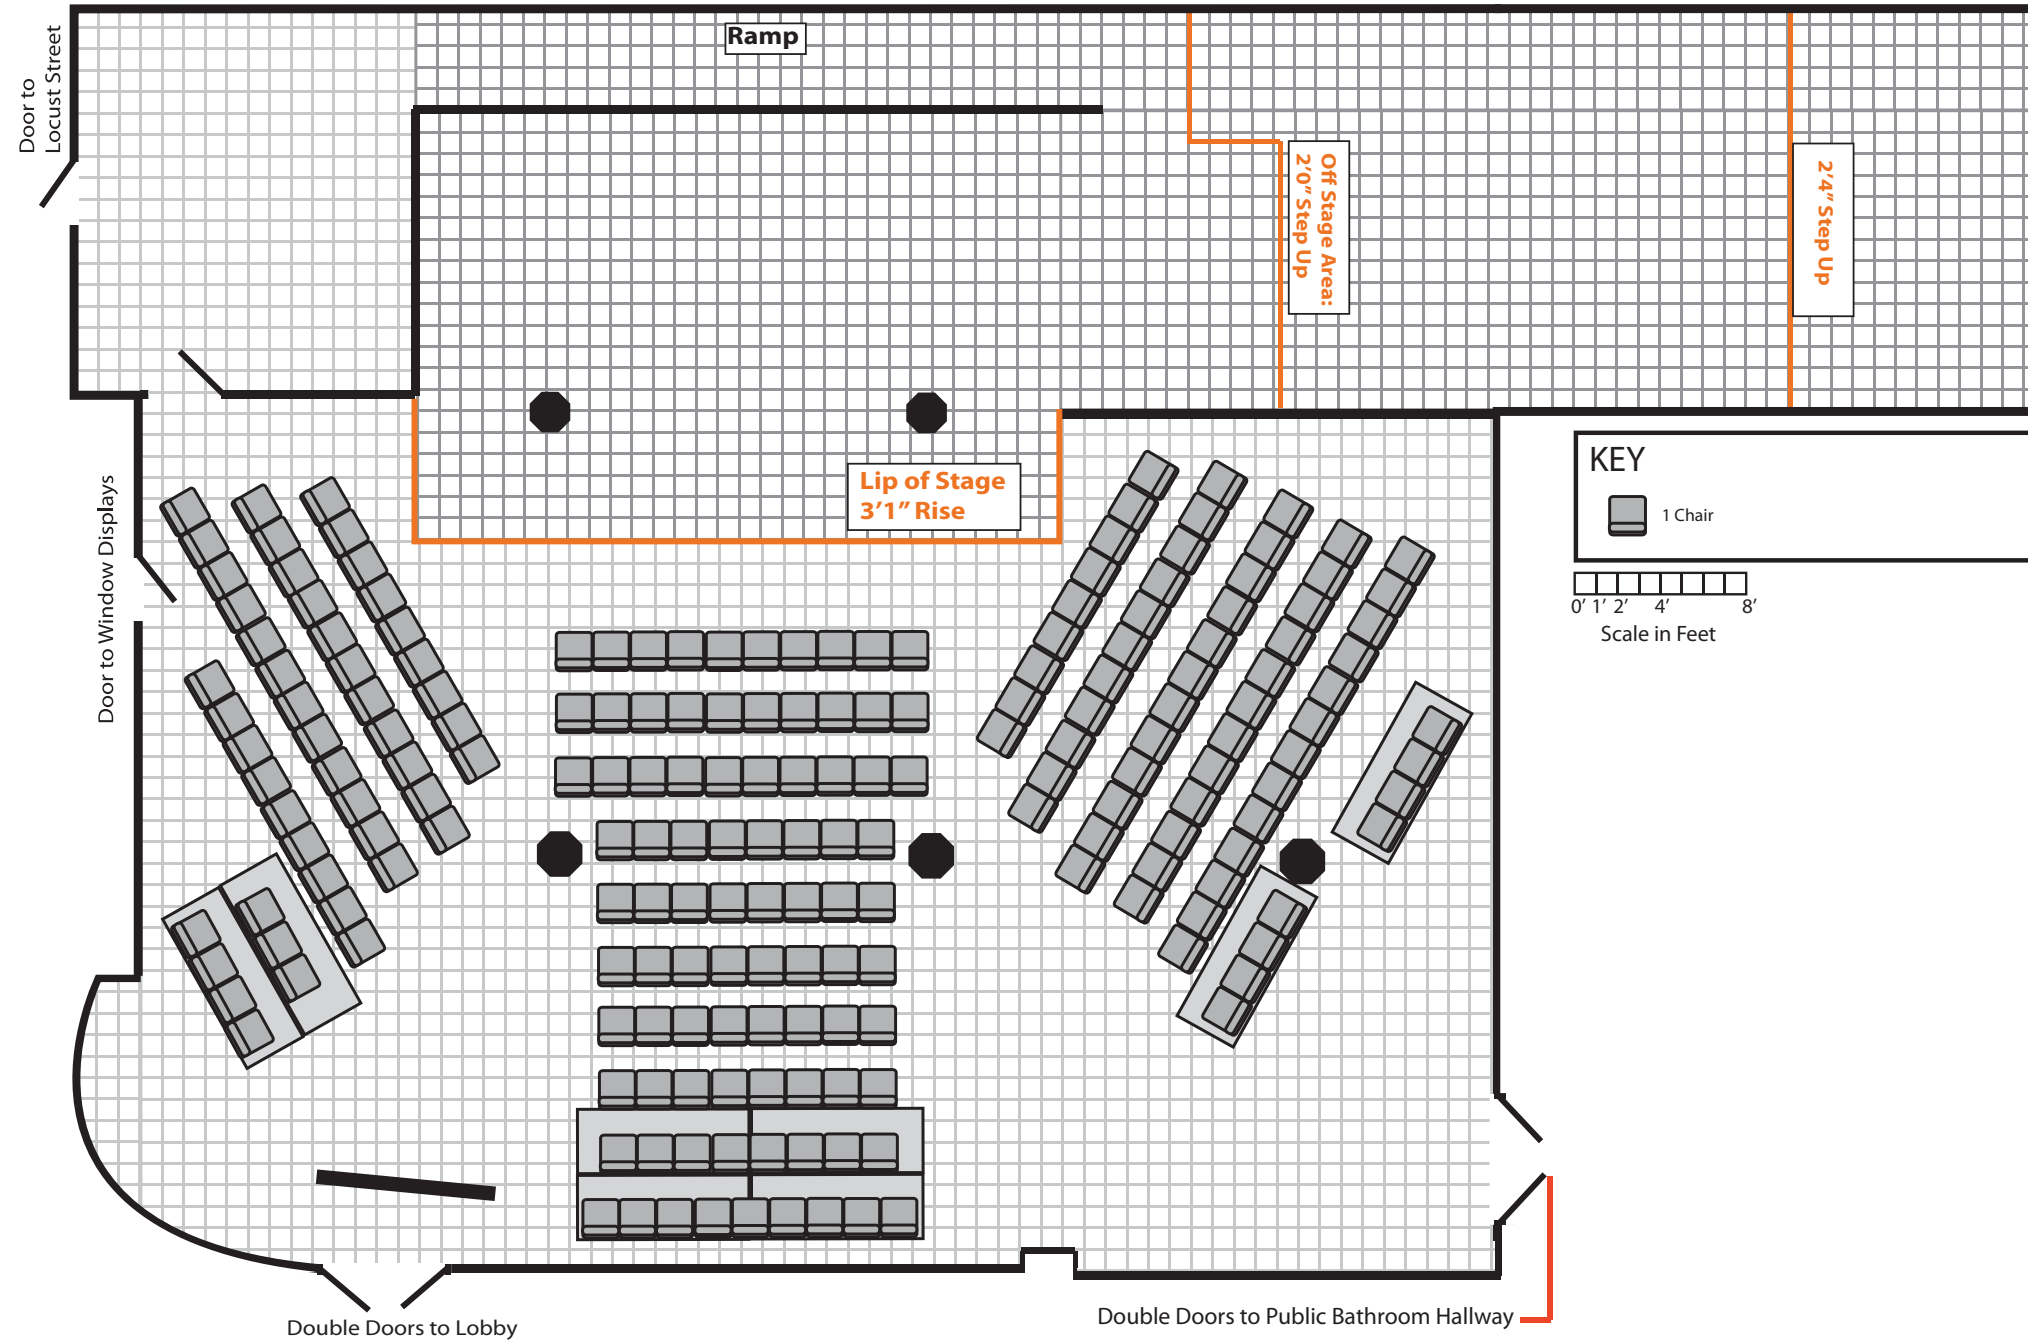 Ramp
Door to
Locust Street
Off Stage Area:
2’0” Step Up
2’4” Step Up
Lip of Stage
3’1” Rise
KEY
1 Chair
0’ 1’ 2’ 4’ 8’
Scale in Feet
Door to Window Displays
Double Doors to Public Bathroom Hallway
Double Doors to Lobby